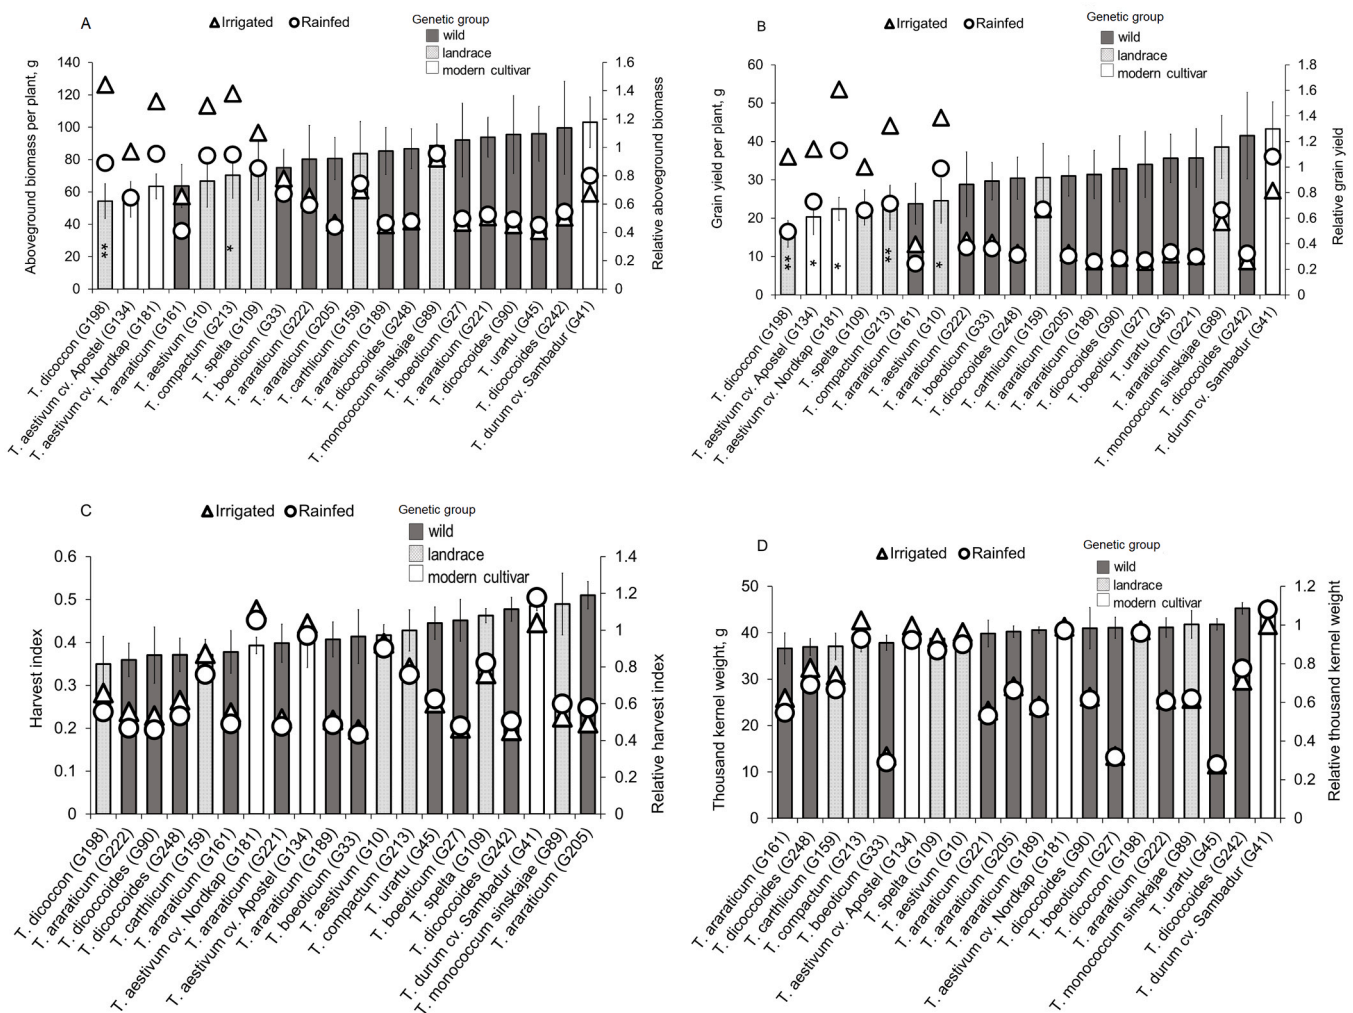 A
Irrigated
Rainfed
Genetic group
wild
landrace
modern cultivar
Aboveground biomass per plant, g
140
120
100
80
60
40
20
0
Relative aboveground biomass
1.6
1.4
1.2
1
0.8
0.6
0.4
0.2
0
**
*
T. dicoccon (G198)
T. aestivum cv. Apostel (G134)
T. aestivum cv. Nordkap (G181)
T. araraticum (G161)
T. aestivum (G10)
T. compactum (G213)
T. spelta (G109)
T. boeoticum (G33)
T. araraticum (G222)
T. araraticum (G205)
T. carthlicum (G159)
T. araraticum (G189)
T. dicoccoides (G248)
T. monococcum sinskajae (G89)
T. boeoticum (G27)
T. araraticum (G221)
T. dicoccoides (G90)
T. urartu (G45)
T. dicoccoides (G242)
T. durum cv. Sambadur (G41)
B
Irrigated
Rainfed
Genetic group
wild
landrace
modern cultivar
Grain yield per plant, g
60
50
40
30
20
10
0
Relative grain yield
1.8
1.6
1.4
1.2
1
0.8
0.6
0.4
0.2
0
**
*
*
**
*
T. dicoccon (G198)
T. aestivum cv. Apostel (G134)
T. aestivum cv. Nordkap (G181)
T. spelta (G109)
T. compactum (G213)
T. araraticum (G161)
T. aestivum (G10)
T. araraticum (G222)
T. boeoticum (G33)
T. dicoccoides (G248)
T. carthlicum (G159)
T. araraticum (G205)
T. araraticum (G189)
T. dicoccoides (G90)
T. boeoticum (G27)
T. urartu (G45)
T. araraticum (G221)
T. monococcum sinskajae (G89)
T. dicoccoides (G242)
T. durum cv. Sambadur (G41)
C
Irrigated
Rainfed
Genetic group
wild
landrace
modern cultivar
Harvest index
0.6
0.5
0.4
0.3
0.2
0.1
0
Relative harvest index
1.4
1.2
1
0.8
0.6
0.4
0.2
0
T. dicoccon (G198)
T. araraticum (G222)
T. dicoccoides (G90)
T. dicoccoides (G248)
T. carthlicum (G159)
T. araraticum (G161)
T. aestivum cv. Nordkap (G181)
T. araraticum (G221)
T. aestivum cv. Apostel (G134)
T. araraticum (G189)
T. boeoticum (G33)
T. aestivum (G10)
T. compactum (G213)
T. urartu (G45)
T. boeoticum (G27)
T. spelta (G109)
T. dicoccoides (G242)
T. durum cv. Sambadur (G41)
T. monococcum sinskajae (G89)
T. araraticum (G205)
D
Irrigated
Rainfed
Genetic group
wild
landrace
modern cultivar
Thousand kernel weight, g
50
40
30
20
10
0
Relative thousand kernel weight
1.2
1
0.8
0.6
0.4
0.2
0
T. araraticum (G161)
T. dicoccoides (G248)
T. carthlicum (G159)
T. compactum (G213)
T. boeoticum (G33)
T. aestivum cv. Apostel (G134)
T. spelta (G109)
T. aestivum (G10)
T. araraticum (G221)
T. araraticum (G205)
T. araraticum (G189)
T. aestivum cv. Nordkap (G181)
T. dicoccoides (G90)
T. boeoticum (G27)
T. dicoccon (G198)
T. araraticum (G222)
T. monococcum sinskajae (G89)
T. urartu (G45)
T. dicoccoides (G242)
T. durum cv. Sambadur (G41)